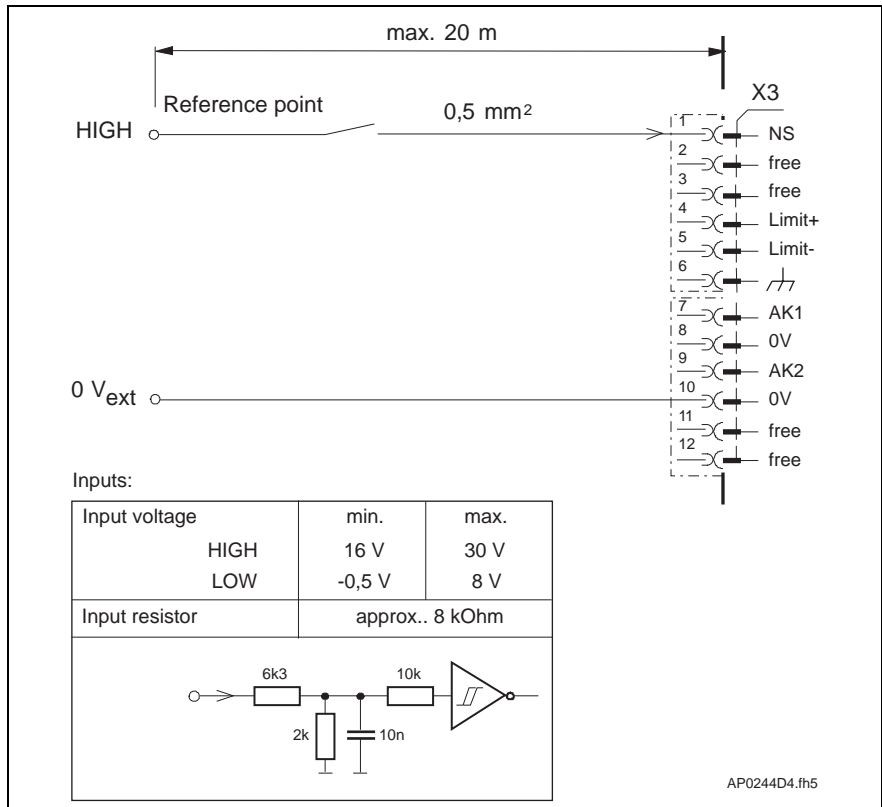 max. 20 m
X3
Reference point
0,5 mm2
HIGH
1 NS
2 free
3 free
4 Limit+
5 Limit-
6
7 AK1
8 0V
9 AK2
0 Vext
10 0V
11 free
12 free
Inputs:
Input voltage min. max.
HIGH 16 V 30 V
LOW -0,5 V 8 V
Input resistor approx.. 8 kOhm
6k3 10k
2k 10n
AP0244D4.fh5